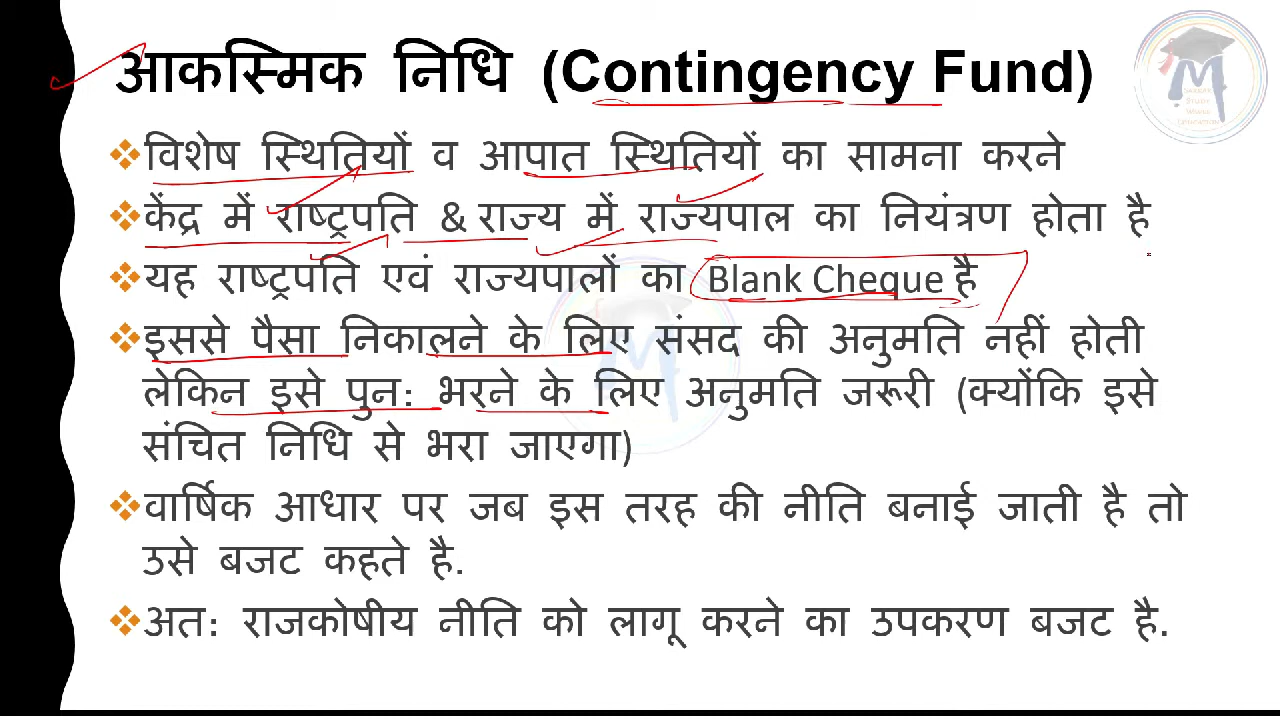 आकस्मिक निधि (Contingency Fund)
❖विशेष स्थितियों व आपात स्थितियों का सामना करने
❖केंद्र में राष्ट्रपति & राज्य में राज्यपाल का नियंत्रण होता है
❖यह राष्ट्रपति एवं राज्यपालों का Blank Cheque है
❖इससे पैसा निकालने के लिए संसद की अनुमति नहीं होती
लेकिन इसे पुनः भरने के लिए अनुमति जरूरी (क्योंकि इसे
संचित निधि से भरा जाएगा)
❖वार्षिक आधार पर जब इस तरह की नीति बनाई जाती है तो
उसे बजट कहते है.
❖अतः राजकोषीय नीति को लागू करने का उपकरण बजट है.